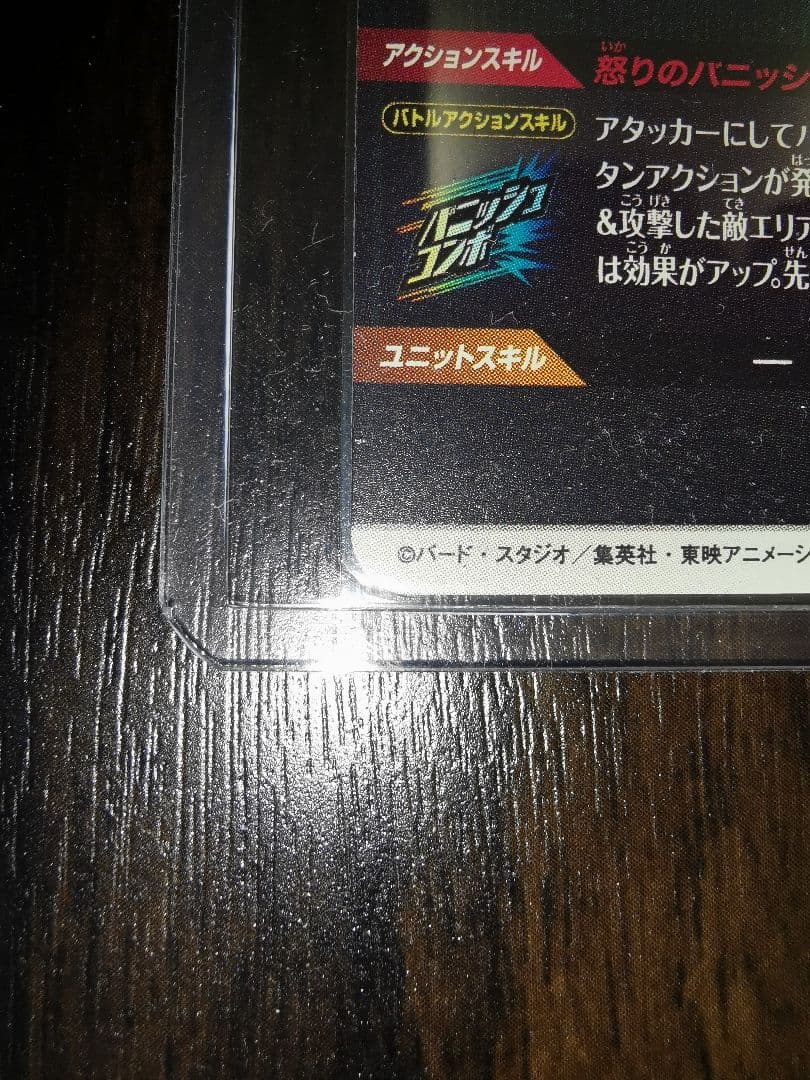 アクションスキル
怒りのバニッシ
いか
バトルアクションスキル
アタッカーにして
タンアクションが発
はつ
&攻撃した敵エリア
こうげき
てき
は効果がアップ。先
こうか
せん
バニッシュ
コンボ
ユニットスキル
ー
©バード・スタジオ／集英社・東映アニメーシ